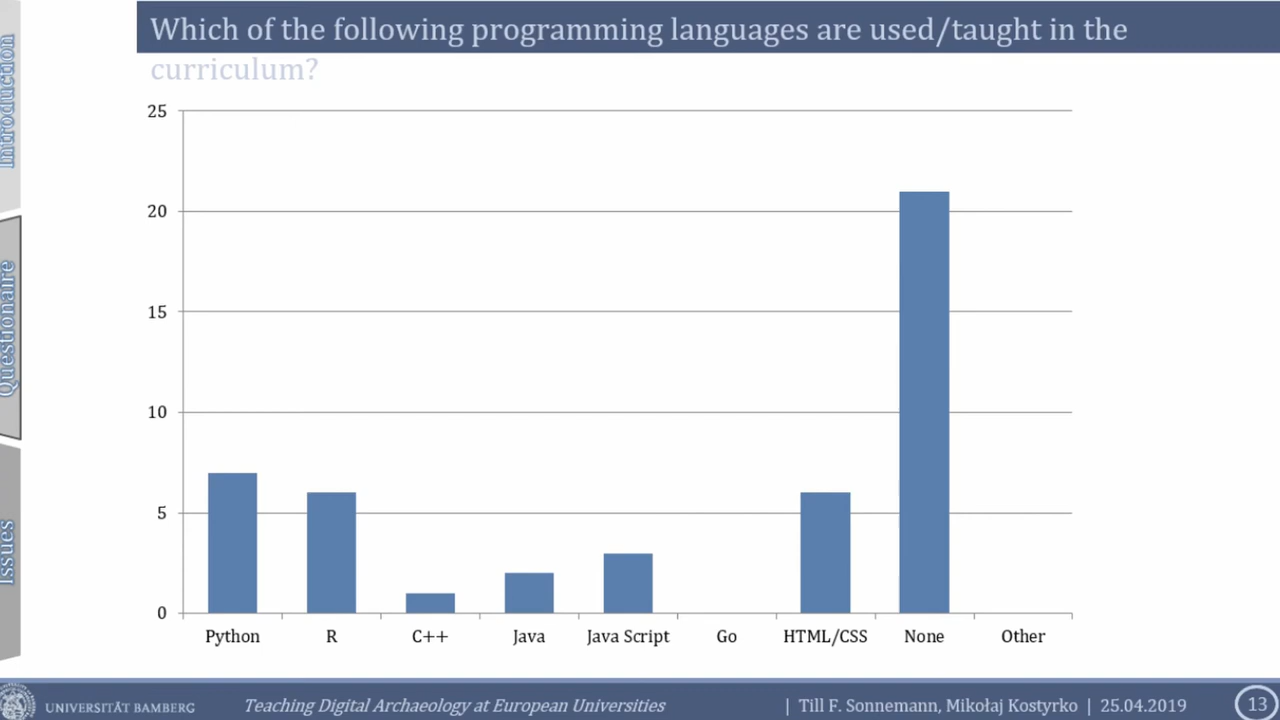 Which of the following programming languages are used/taught in the
curriculum?
Introduction
Questionaire
Issues
25
20
15
10
5
0
Python R C++ Java Java Script Go HTML/CSS None Other
UNIVERSITÄT BAMBERG Teaching Digital Archaeology at European Universities | Till F. Sonnemann, Mikołaj Kostyrko | 25.04.2019 13